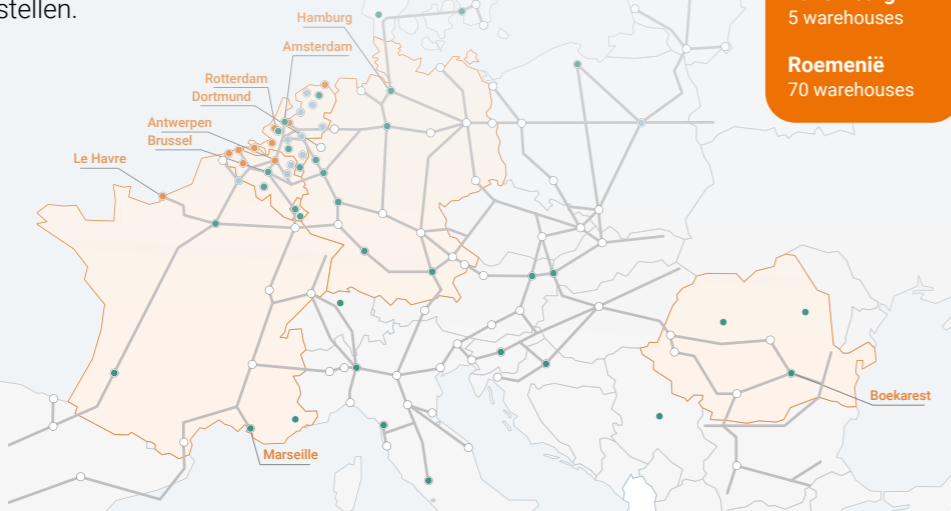 stellen.
5 warehouses
Roemenië
70 warehouses
Hamburg
Amsterdam
Rotterdam
Dortmund
Antwerpen
Brussel
Le Havre
Boekarest
Marseille